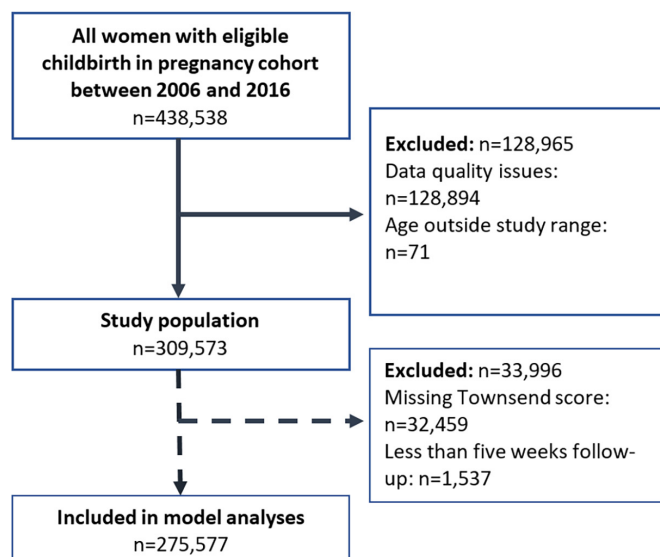 All women with eligible
childbirth in pregnancy cohort
between 2006 and 2016
n=438,538
Excluded: n=128,965
Data quality issues:
n=128,894
Age outside study range:
n=71
Study population
n=309,573
Excluded: n=33,996
Missing Townsend score:
n=32,459
Less than five weeks follow-
up: n=1,537
Included in model analyses
n=275,577